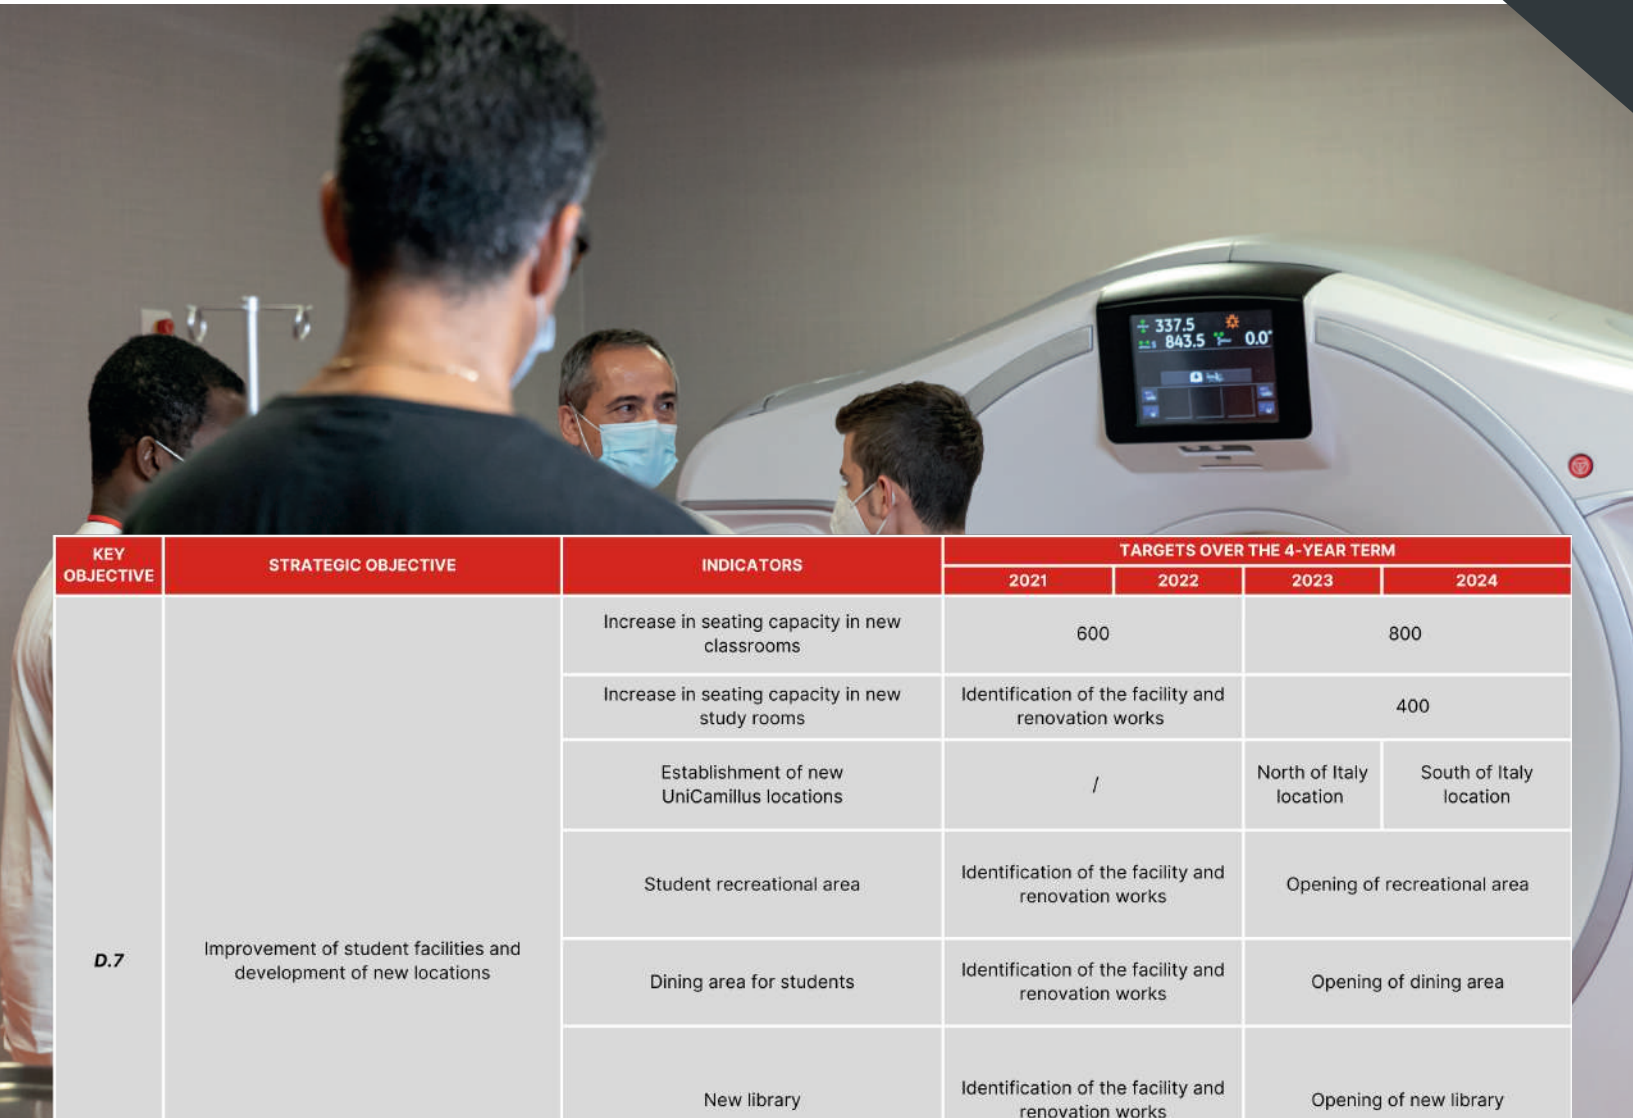 337.5
843.5 0.0°
KEY OBJECTIVE
STRATEGIC OBJECTIVE
INDICATORS
TARGETS OVER THE 4-YEAR TERM
2021 2022 2023 2024
Increase in seating capacity in new
classrooms
600
800
Increase in seating capacity in new
study rooms
Identification of the facility and
renovation works
400
Establishment of new
UniCamillus locations
/
North of Italy
location
South of Italy
location
Student recreational area
Identification of the facility and
renovation works
Opening of recreational area
D.7
Improvement of student facilities and
development of new locations
Dining area for students
Identification of the facility and
renovation works
Opening of dining area
New library
Identification of the facility and
renovation works
Opening of new library